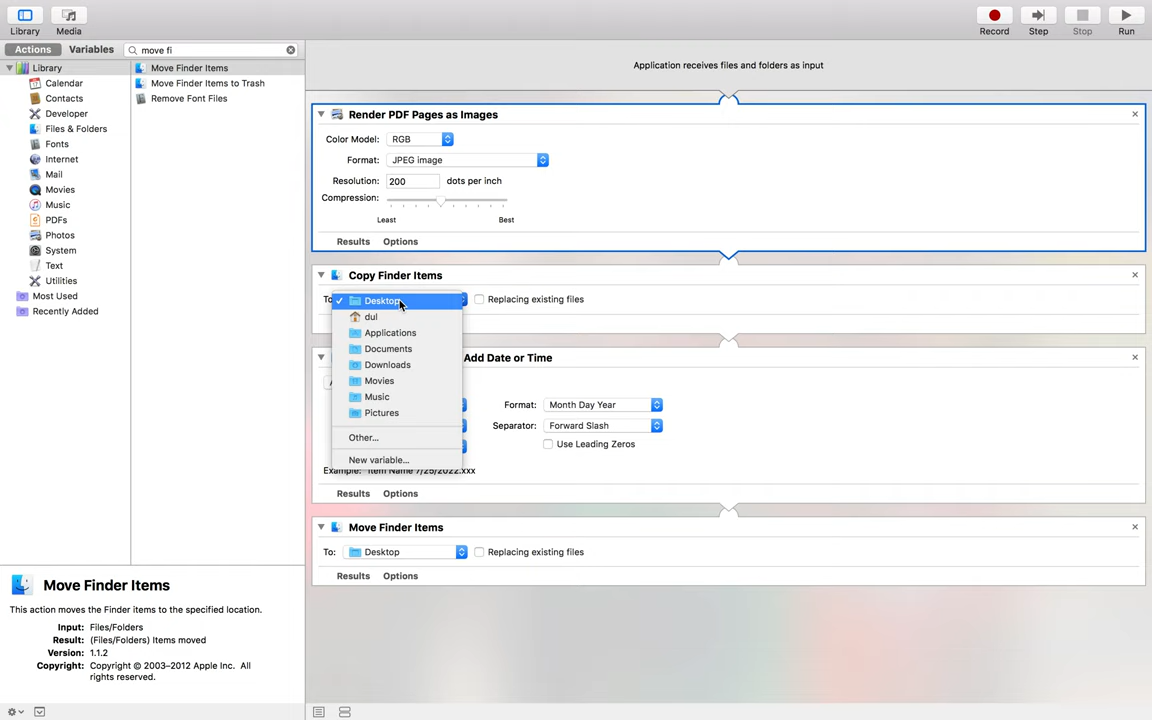 Library
Media
Record
Step
Stop
Run
Actions
Variables
move fi
Library
Calendar
Contacts
Developer
Files & Folders
Fonts
Internet
Mail
Movies
Music
PDFs
Photos
System
Text
Utilities
Most Used
Recently Added
Move Finder Items
Move Finder Items to Trash
Remove Font Files
Move Finder Items
This action moves the Finder items to the specified location.
Input: Files/Folders
Result: (Files/Folders) Items moved
Version: 1.1.2
Copyright: Copyright © 2003–2012 Apple Inc. All
rights reserved.
Application receives files and folders as input
Render PDF Pages as Images
Color Model: RGB
Format: JPEG image
Resolution: 200 dots per inch
Compression:
Least Best
Results Options
Copy Finder Items
Replacing existing files
Desktop
dul
Applications
Documents
Downloads
Movies
Music
Pictures
Other...
New variable...
Add Date or Time
Format: Month Day Year
Separator: Forward Slash
Use Leading Zeros
Example: Item Name 7/25/2022.xxx
Results Options
Move Finder Items
To: Desktop Replacing existing files
Results Options